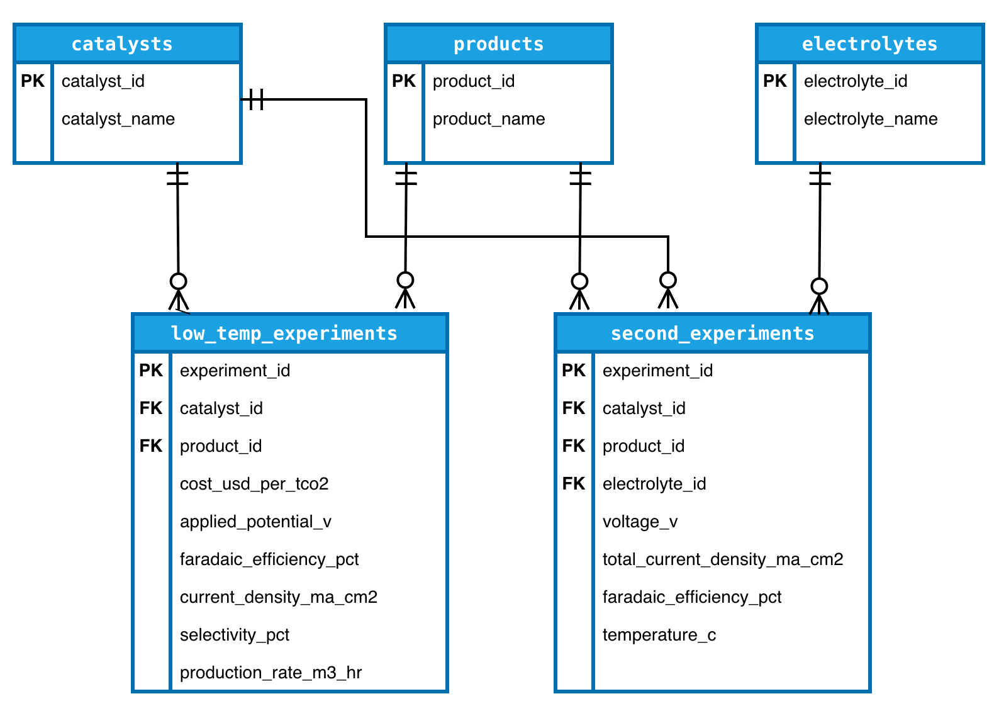 catalysts
PK catalyst_id
catalyst_name
products
PK product_id
product_name
electrolytes
PK electrolyte_id
electrolyte_name
low_temp_experiments
PK experiment_id
FK catalyst_id
FK product_id
cost_usd_per_tco2
applied_potential_v
faradaic_efficiency_pct
current_density_ma_cm2
selectivity_pct
production_rate_m3_hr
second_experiments
PK experiment_id
FK catalyst_id
FK product_id
FK electrolyte_id
voltage_v
total_current_density_ma_cm2
faradaic_efficiency_pct
temperature_c